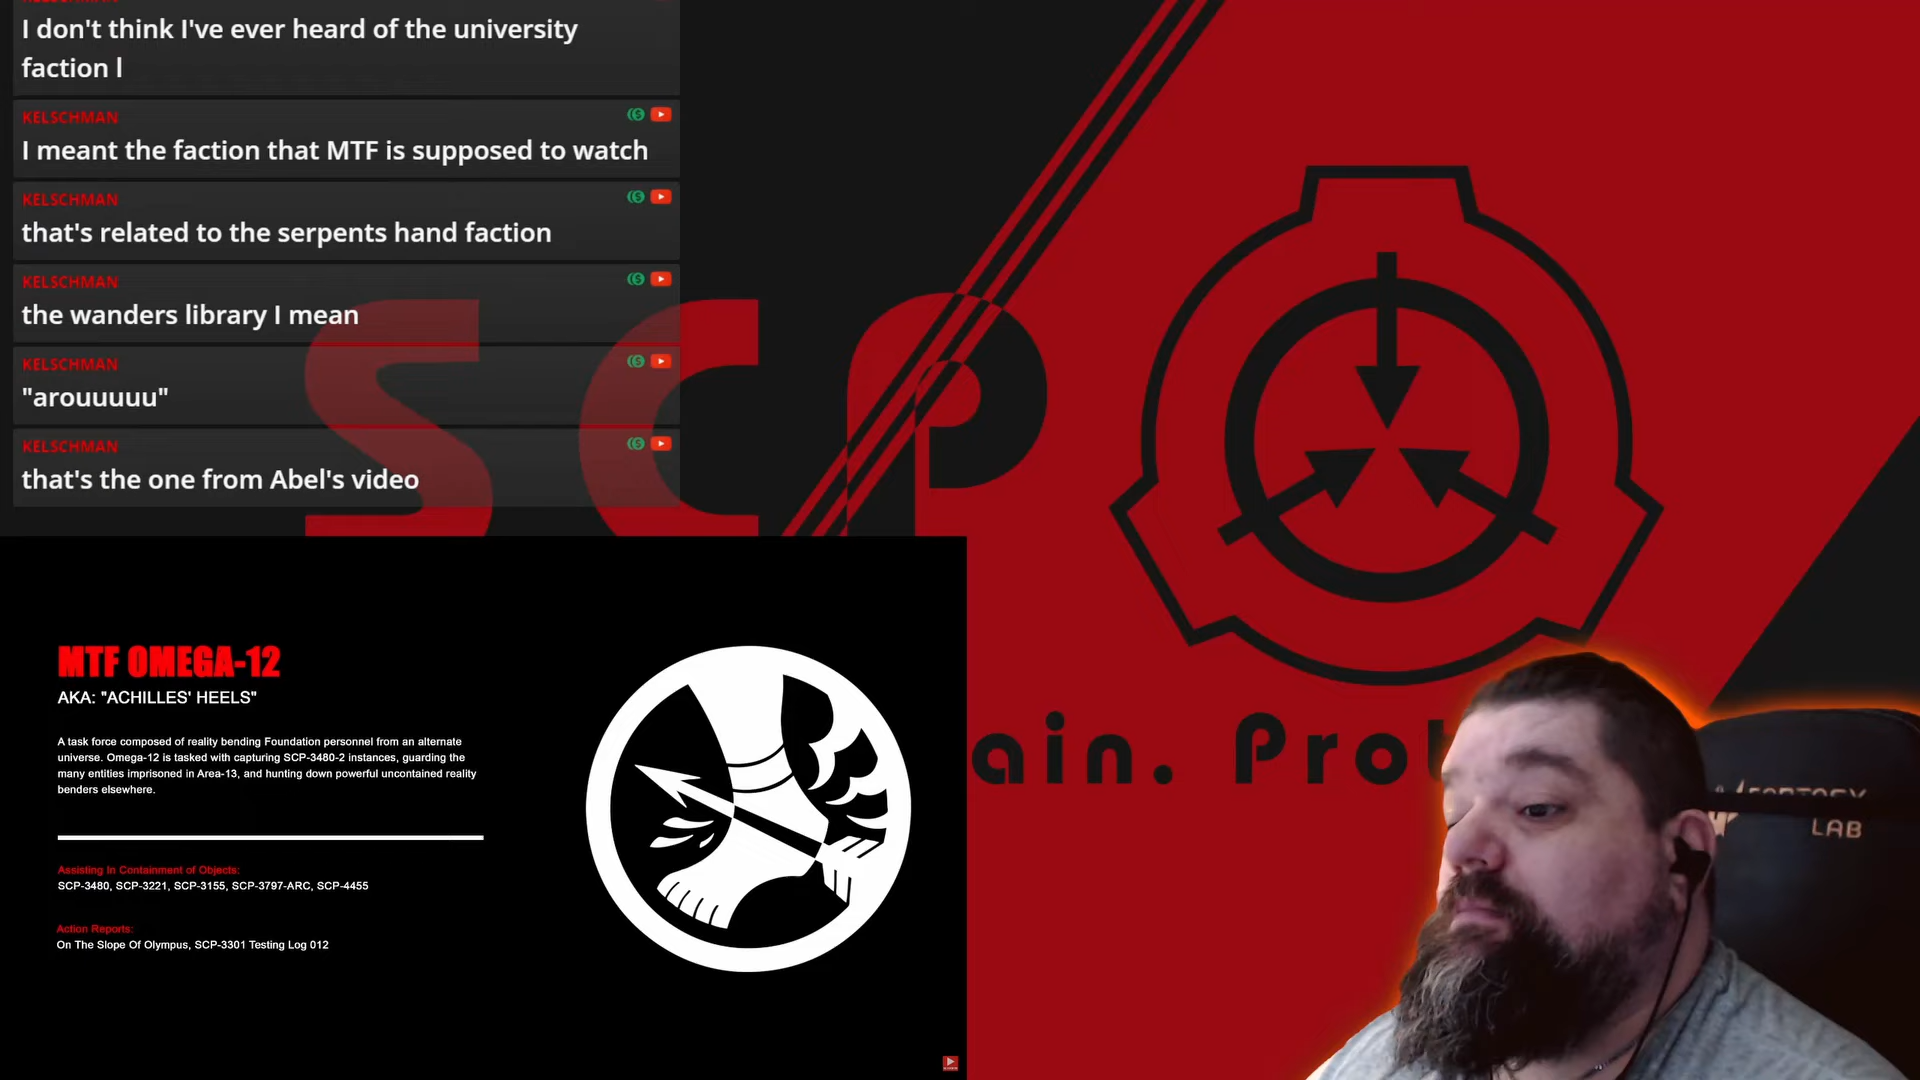 I don't think I've ever heard of the university
faction l
KELSCHMAN
I meant the faction that MTF is supposed to watch
KELSCHMAN
that's related to the serpents hand faction
KELSCHMAN
the wanders library I mean
KELSCHMAN
"arouuuuu"
KELSCHMAN
that's the one from Abel's video
SCP
ain. Prot
LAB
MTF OMEGA-12
AKA: "ACHILLES' HEELS"
A task force composed of reality bending Foundation personnel from an alternate
universe. Omega-12 is tasked with capturing SCP-3480-2 instances, guarding the
many entities imprisoned in Area-13, and hunting down powerful uncontained reality
benders elsewhere.
Assisting In Containment of Objects:
SCP-3480, SCP-3221, SCP-3155, SCP-3797-ARC, SCP-4455
Action Reports:
On The Slope Of Olympus, SCP-3301 Testing Log 012